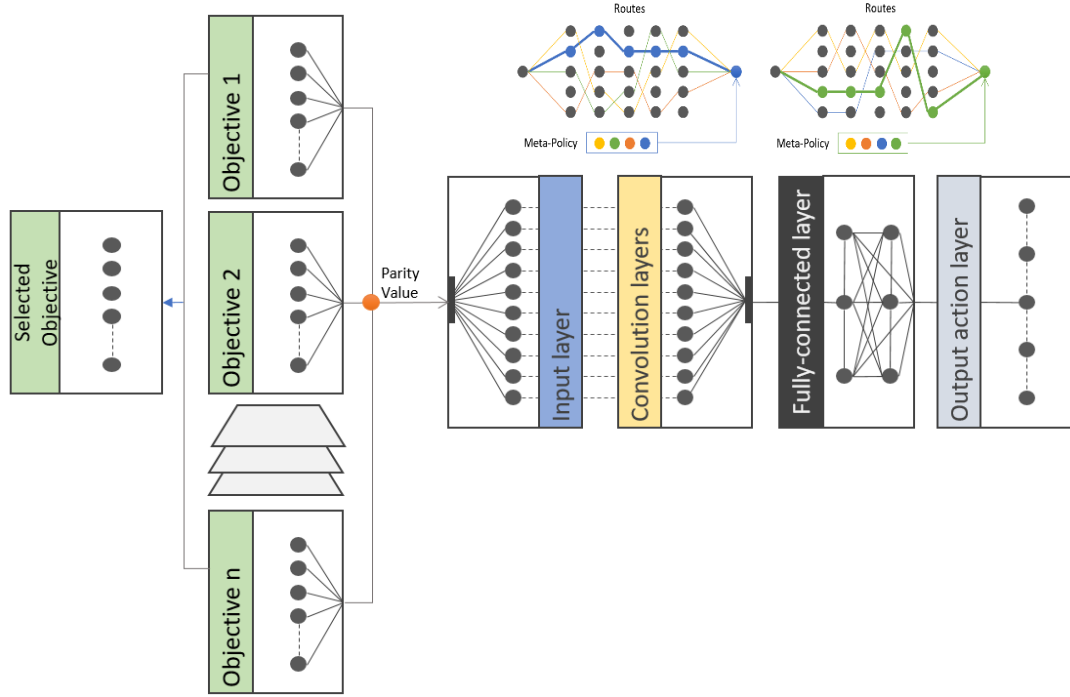 Routes
Routes
Meta-Policy
Meta-Policy
Objective 1
Selected
Objective
Objective 2
Parity
Value
Input layer
Convolution layers
Fully-connected layer
Output action layer
Objective n